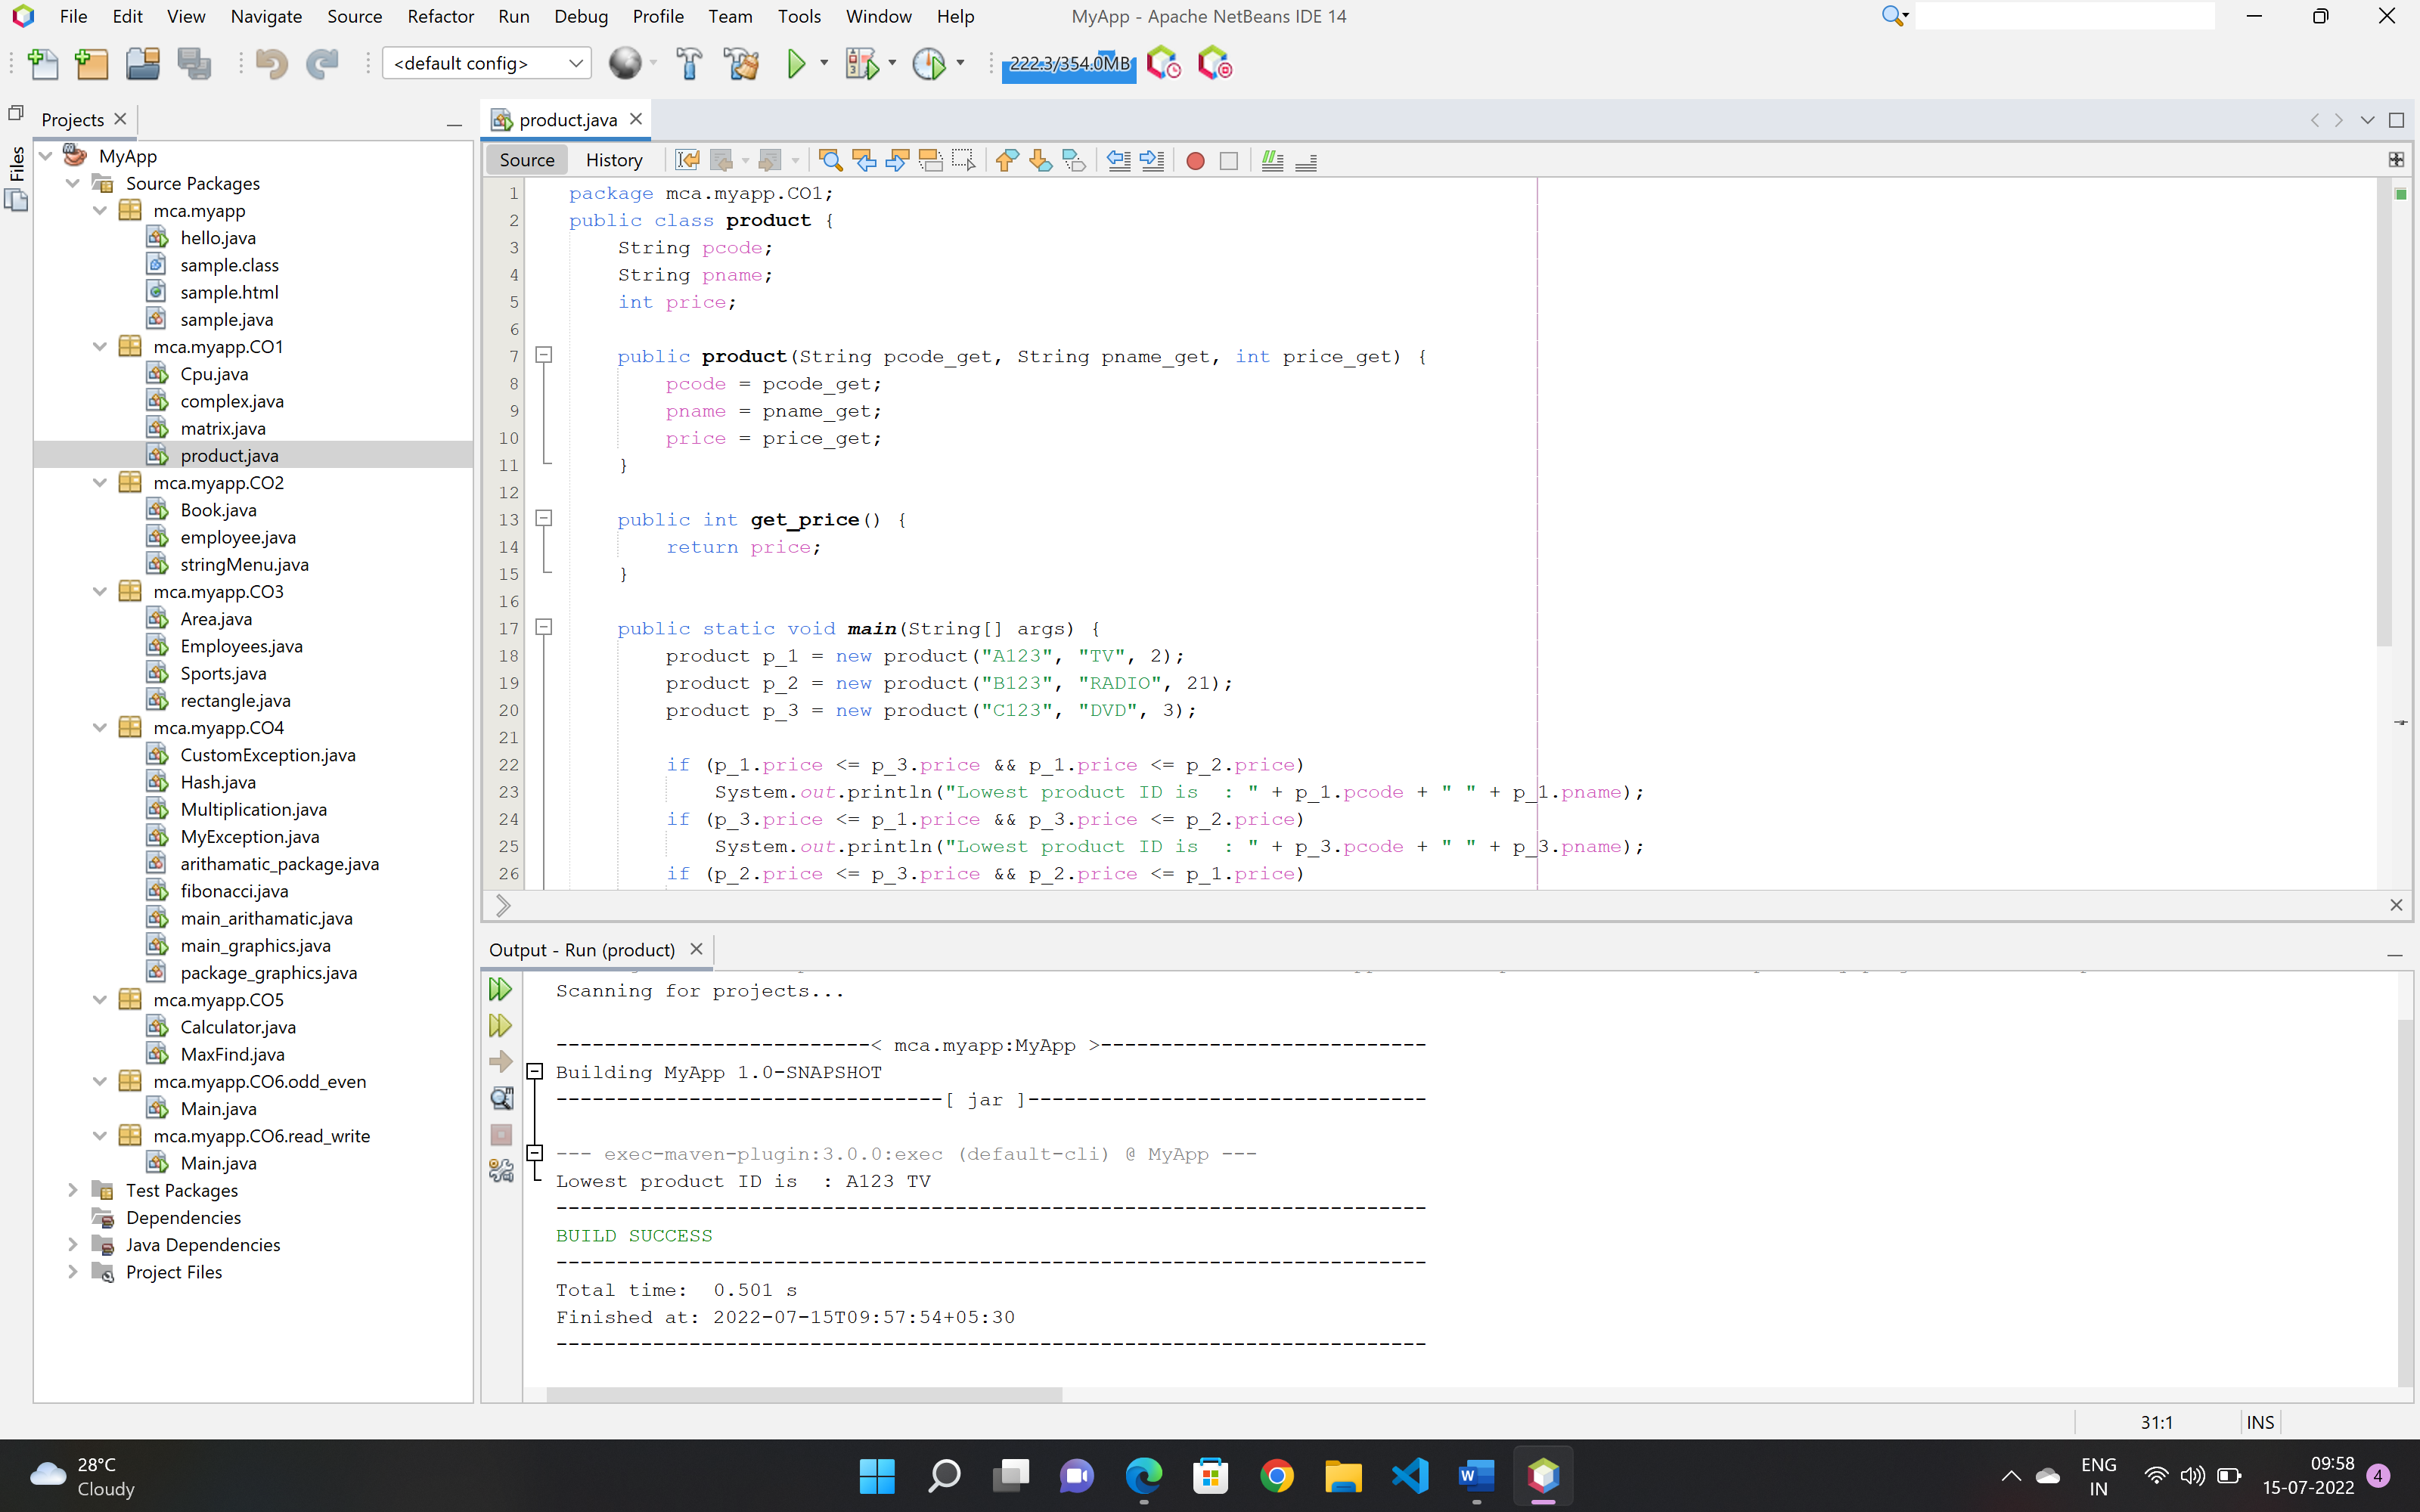 File Edit View Navigate Source Refactor Run Debug Profile Team Tools Window Help MyApp - Apache NetBeans IDE 14
<default config> 222.3/354.0MB
Files
Projects
MyApp
Source Packages
mca.myapp
hello.java
sample.class
sample.html
sample.java
mca.myapp.CO1
Cpu.java
complex.java
matrix.java
product.java
mca.myapp.CO2
Book.java
employee.java
stringMenu.java
mca.myapp.CO3
Area.java
Employees.java
Sports.java
rectangle.java
mca.myapp.CO4
CustomException.java
Hash.java
Multiplication.java
MyException.java
arithamatic_package.java
fibonacci.java
main_arithamatic.java
main_graphics.java
package_graphics.java
mca.myapp.CO5
Calculator.java
MaxFind.java
mca.myapp.CO6.odd_even
Main.java
mca.myapp.CO6.read_write
Main.java
Test Packages
Dependencies
Java Dependencies
Project Files
product.java
Source History
1 package mca.myapp.CO1;
2 public class product {
3 String pcode;
4 String pname;
5 int price;
6
7 public product(String pcode_get, String pname_get, int price_get) {
8 pcode = pcode_get;
9 pname = pname_get;
10 price = price_get;
11 }
12
13 public int get_price() {
14 return price;
15 }
16
17 public static void main(String[] args) {
18 product p_1 = new product("A123", "TV", 2);
19 product p_2 = new product("B123", "RADIO", 21);
20 product p_3 = new product("C123", "DVD", 3);
21
22 if (p_1.price <= p_3.price && p_1.price <= p_2.price)
23 System.out.println("Lowest product ID is  : " + p_1.pcode + " " + p_1.pname);
24 if (p_3.price <= p_1.price && p_3.price <= p_2.price)
25 System.out.println("Lowest product ID is  : " + p_3.pcode + " " + p_3.pname);
26 if (p_2.price <= p_3.price && p_2.price <= p_1.price)
Output - Run (product)
Scanning for projects...
--------------------------< mca.myapp:MyApp >---------------------------
Building MyApp 1.0-SNAPSHOT
--------------------------------[ jar ]---------------------------------
--- exec-maven-plugin:3.0.0:exec (default-cli) @ MyApp ---
Lowest product ID is  : A123 TV
------------------------------------------------------------------------
BUILD SUCCESS
------------------------------------------------------------------------
Total time:  0.501 s
Finished at: 2022-07-15T09:57:54+05:30
------------------------------------------------------------------------
31:1 INS
28°C
Cloudy
ENG
IN
09:58
15-07-2022
4